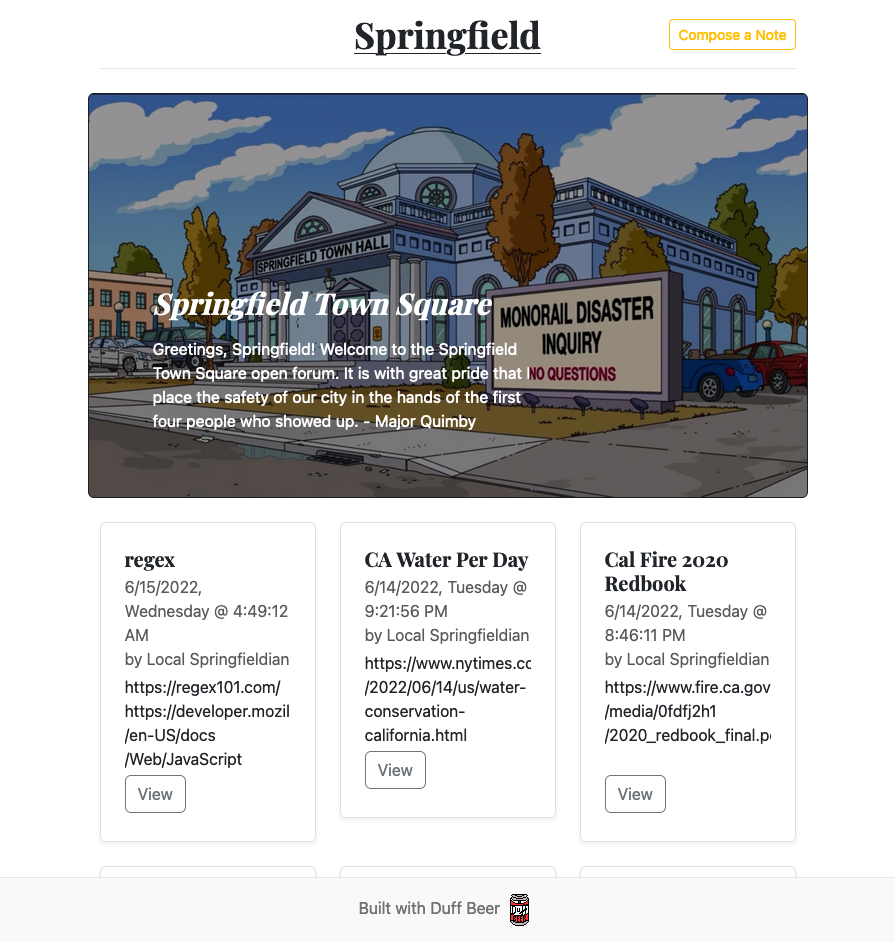 Springfield
Compose a Note
SPRINGFIELD TOWN HALL
MONORAIL DISASTER
INQUIRY
NO QUESTIONS
Springfield Town Square
Greetings, Springfield! Welcome to the Springfield
Town Square open forum. It is with great pride that I
place the safety of our city in the hands of the first
four people who showed up. - Major Quimby
regex
6/15/2022,
Wednesday @ 4:49:12
AM
by Local Springfieldian
https://regex101.com/
https://developer.mozil
/en-US/docs
/Web/JavaScript
View
CA Water Per Day
6/14/2022, Tuesday @
9:21:56 PM
by Local Springfieldian
https://www.nytimes.cc
/2022/06/14/us/water-
conservation-
california.html
View
Cal Fire 2020
Redbook
6/14/2022, Tuesday @
8:46:11 PM
by Local Springfieldian
https://www.fire.ca.gov
/media/0fdfj2h1
/2020_redbook_final.p
View
Built with Duff Beer
Duff